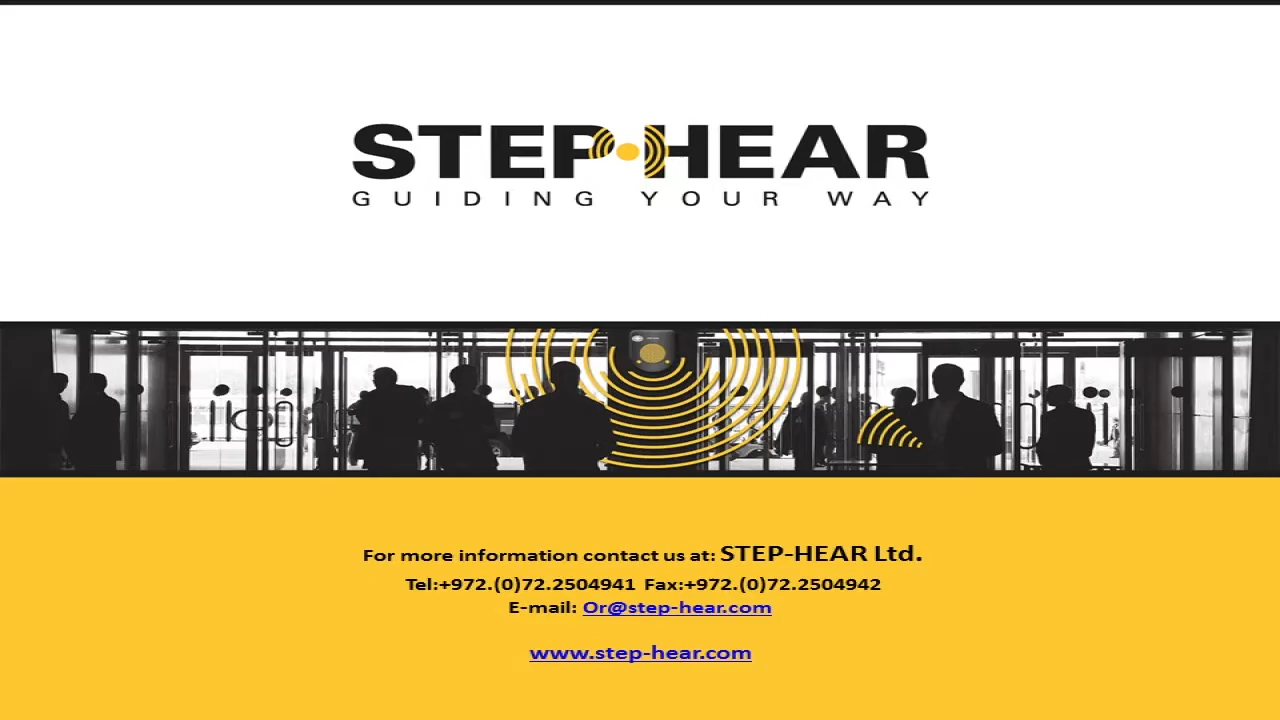 STEP·HEAR
GUIDING YOUR WAY
For more information contact us at: STEP-HEAR Ltd.
Tel:+972.(0)72.2504941 Fax:+972.(0)72.2504942
E-mail: Or@step-hear.com
www.step-hear.com